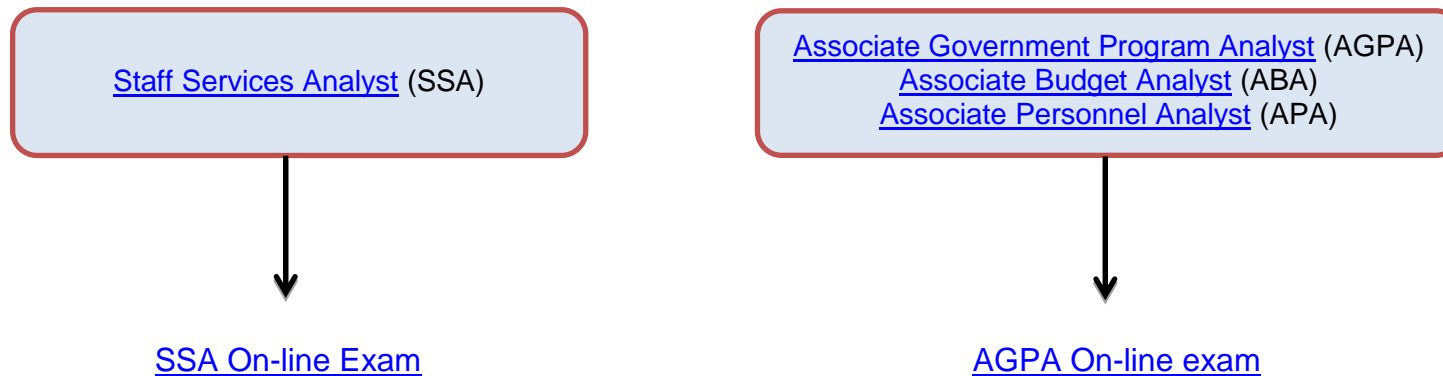 Staff Services Analyst (SSA)
Associate Government Program Analyst (AGPA)
Associate Budget Analyst (ABA)
Associate Personnel Analyst (APA)
SSA On-line Exam
AGPA On-line exam